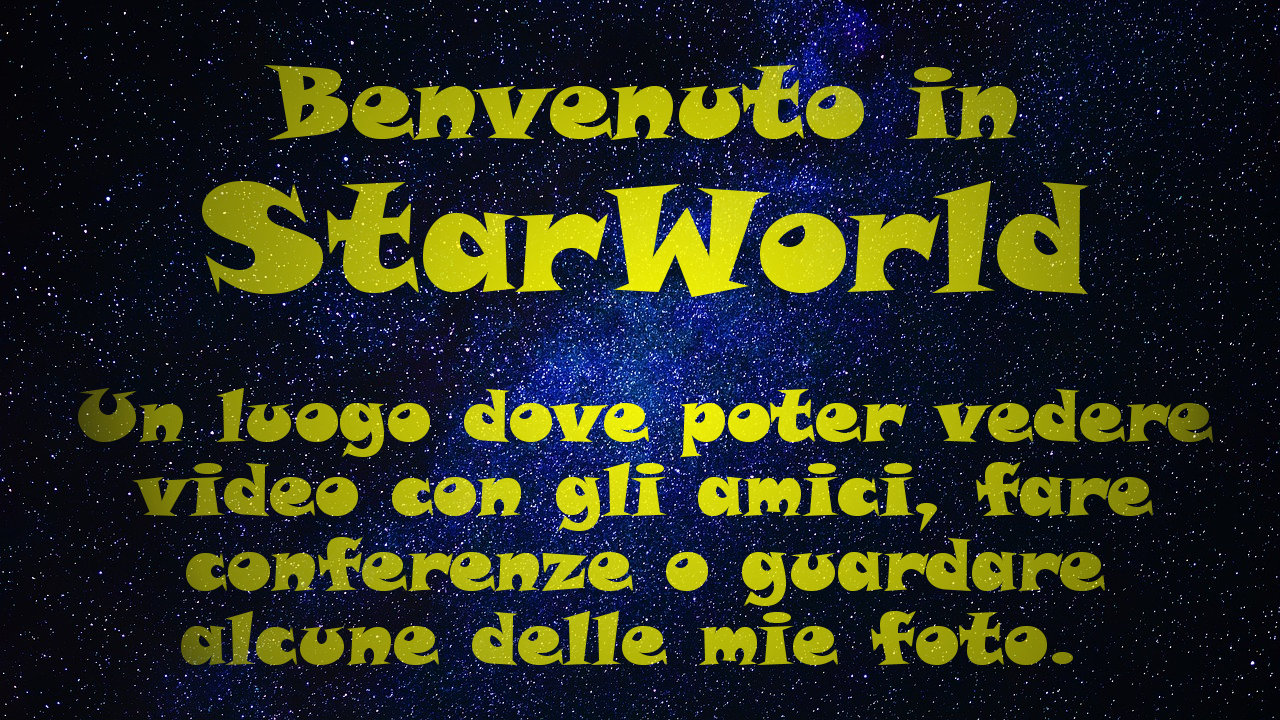 Benvenuto in
StarWorld
Un luogo dove poter vedere
video con gli amici, fare
conferenze o guardare
alcune delle mie foto.